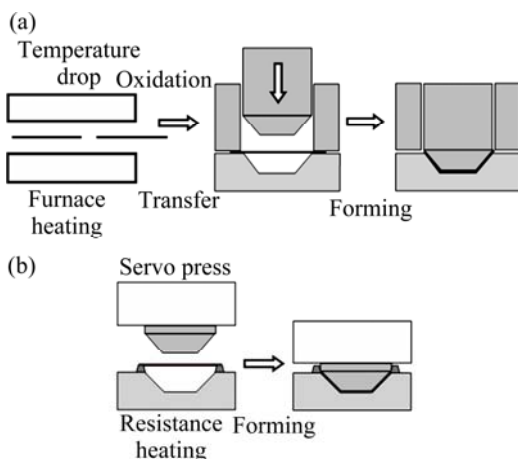 (a)
Temperature
drop
Oxidation
Furnace
heating
Transfer
Forming
(b)
Servo press
Resistance
heating
Forming